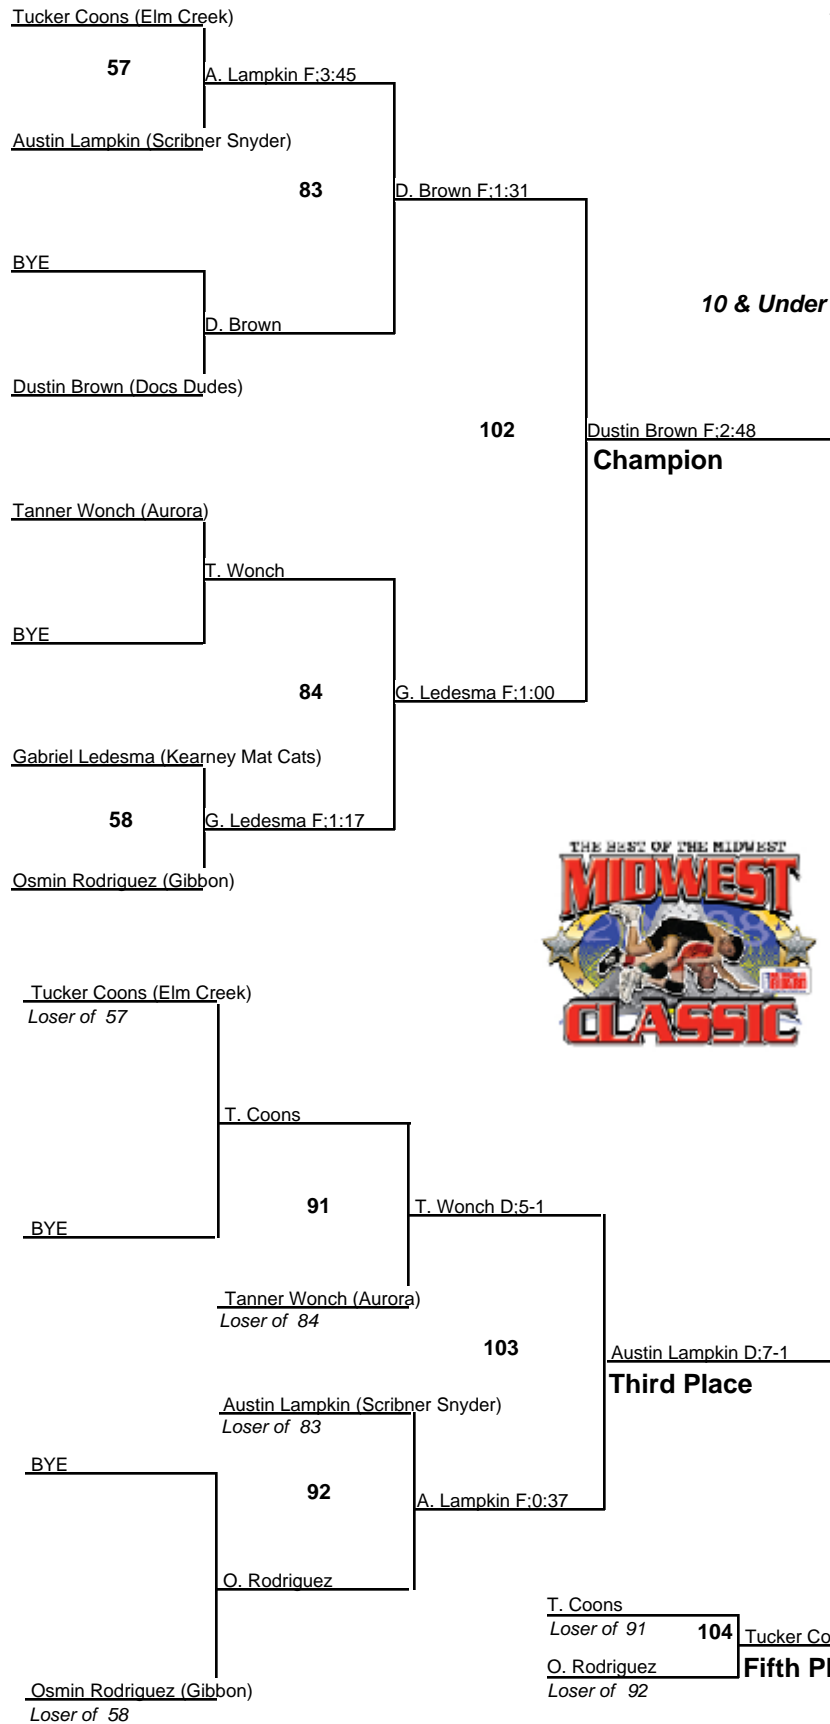 Tucker Coons (Elm Creek)
57
A. Lampkin F;3:45
Austin Lampkin (Scribner Snyder)
83
D. Brown F;1:31
BYE
10 & Under
D. Brown
Dustin Brown (Docs Dudes)
102
Dustin Brown F;2:48
Champion
Tanner Wonch (Aurora)
T. Wonch
BYE
84
G. Ledesma F;1:00
Gabriel Ledesma (Kearney Mat Cats)
58
G. Ledesma F;1:17
Osmin Rodriguez (Gibbon)
THE BEST OF THE MIDWEST
MIDWEST
CLASSIC
Tucker Coons (Elm Creek)
Loser of 57
T. Coons
91
T. Wonch D;5-1
BYE
Tanner Wonch (Aurora)
Loser of 84
103
Austin Lampkin D;7-1
Third Place
Austin Lampkin (Scribner Snyder)
Loser of 83
BYE
92
A. Lampkin F;0:37
O. Rodriguez
T. Coons
Loser of 91
104
Tucker Co
O. Rodriguez
Fifth Pl
Loser of 92
Osmin Rodriguez (Gibbon)
Loser of 58